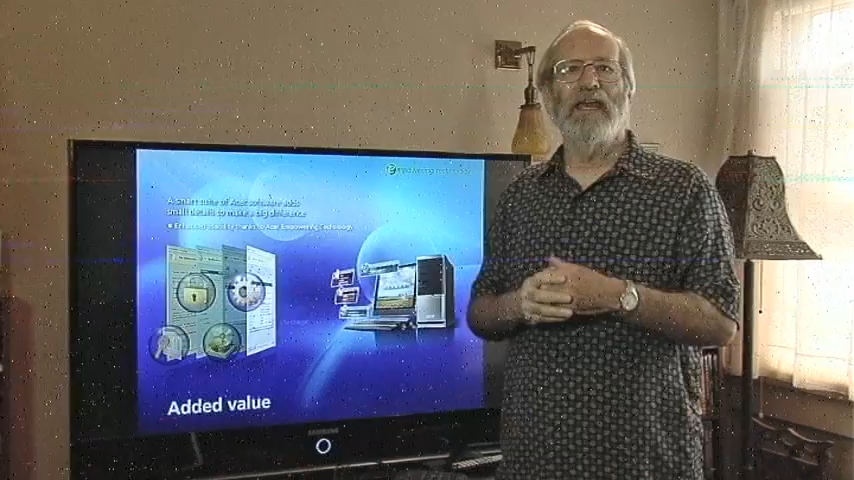 Empowering Technology
A smart suite of Acer software adds
small details to make a big difference
Enhanced usability thanks to Acer Empowering Technology
Added value
SAMSUNG